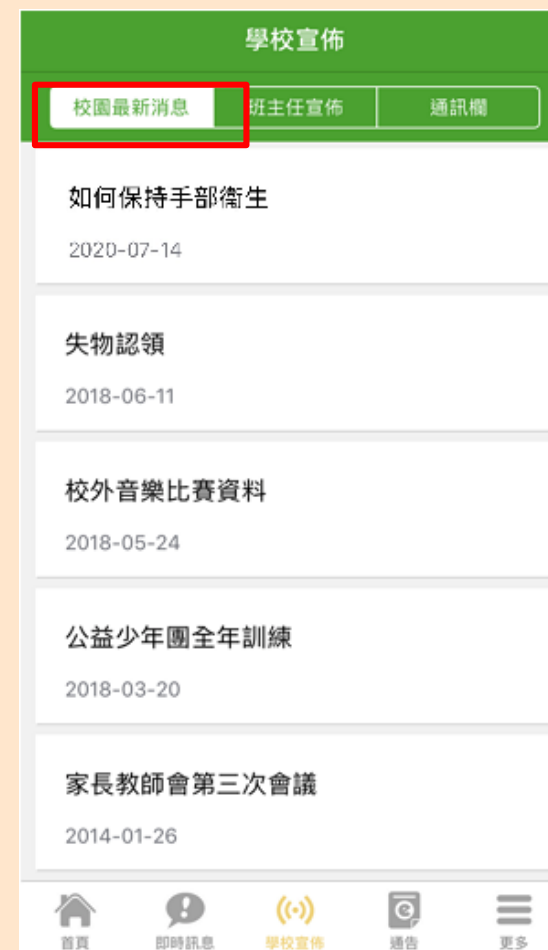 學校宣佈
校園最新消息 班主任宣佈 通訊欄
如何保持手部衞生
2020-07-14
失物認領
2018-06-11
校外音樂比賽資料
2018-05-24
公益少年團全年訓練
2018-03-20
家長教師會第三次會議
2014-01-26
首頁 即時訊息 學校宣佈 通告 更多